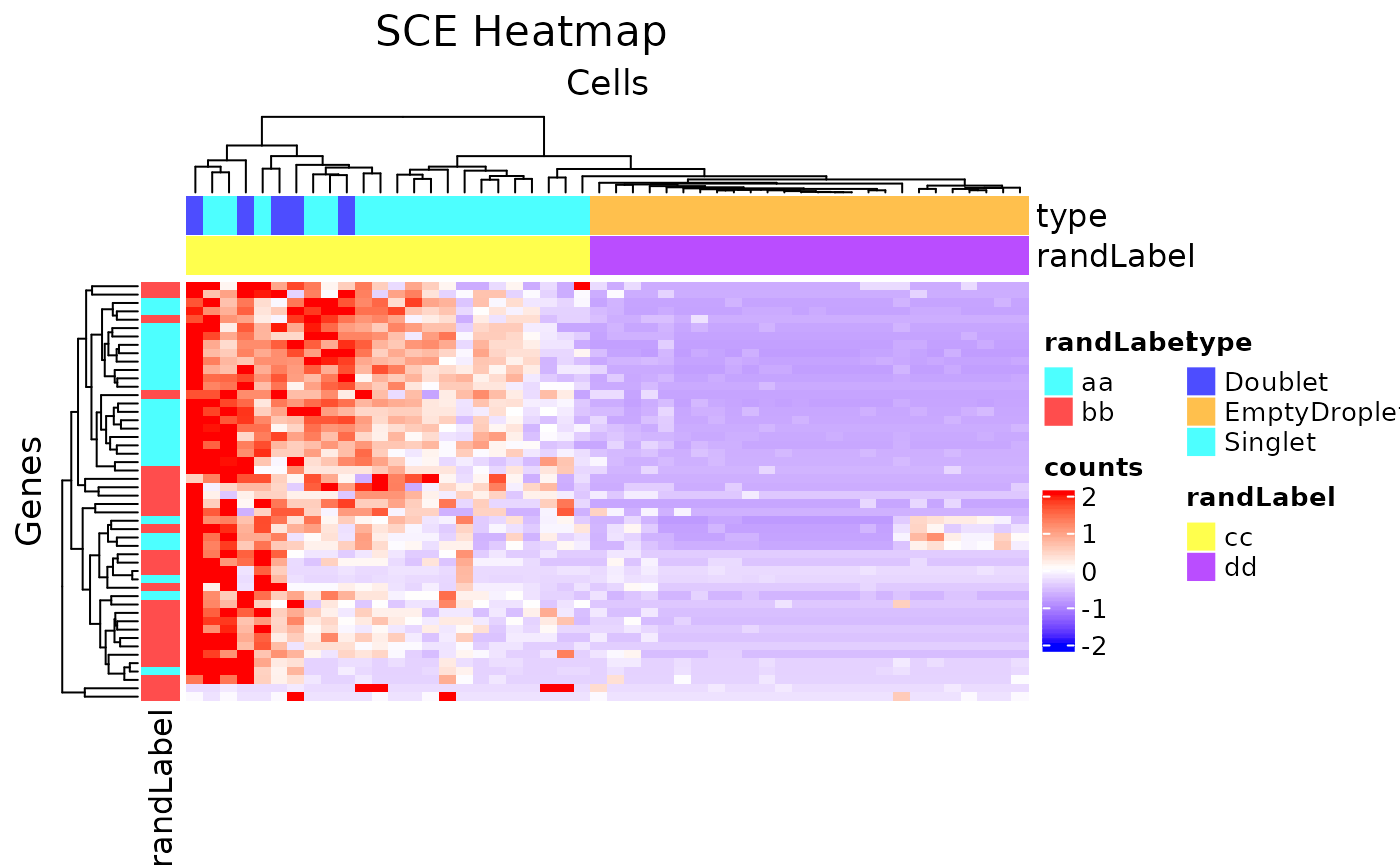 SCE Heatmap
Cells
type
randLabel
Genes
randLabel
randLabel
aa
bb
counts
2
1
0
-1
-2
type
Doublet
EmptyDroplet
Singlet
randLabel
cc
dd